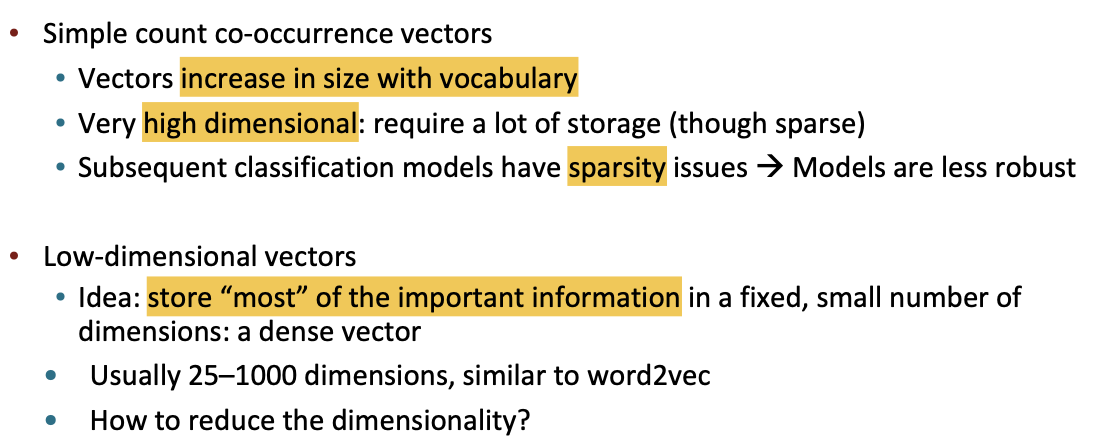 • Simple count co-occurrence vectors
• Vectors increase in size with vocabulary
• Very high dimensional: require a lot of storage (though sparse)
• Subsequent classification models have sparsity issues → Models are less robust
• Low-dimensional vectors
• Idea: store “most” of the important information in a fixed, small number of
dimensions: a dense vector
• Usually 25–1000 dimensions, similar to word2vec
• How to reduce the dimensionality?